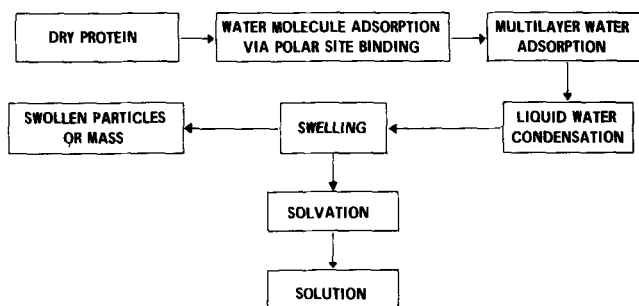 DRY PROTEIN
WATER MOLECULE ADSORPTION
VIA POLAR SITE BINDING
MULTILAYER WATER
ADSORPTION
LIQUID WATER
CONDENSATION
SWELLING
SWOLLEN PARTICLES
OR MASS
SOLVATION
SOLUTION